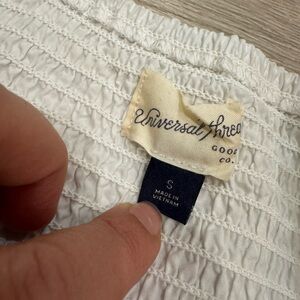 Universal Threa
GOOD
CO.
S
MADE IN
VIETNAM